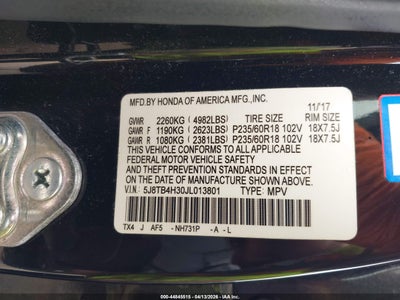 MFD.BY HONDA OF AMERICA MFG.,INC.
11/17
GVWR 2260KG ( 4982LBS) TIRE SIZE RIM SIZE
GAWR F 1190KG ( 2623LBS) P235/60R18 102V 18X7.5J
GAWR R 1080KG ( 2381LBS) P235/60R18 102V 18X7.5J
THIS VEHICLE CONFORMS TO ALL APPLICABLE
FEDERAL MOTOR VEHICLE SAFETY
AND THEFT PREVENTION STANDARDS IN EFFECT
ON THE DATE OF MANUFACTURE SHOWN ABOVE.
V.I.N.: 5J8TB4H30JL013801 TYPE: MPV
TX4 J AF5 - NH731P - A - L
IAA Stock#: 44845515 - 04/13/2026 - IAAI.com